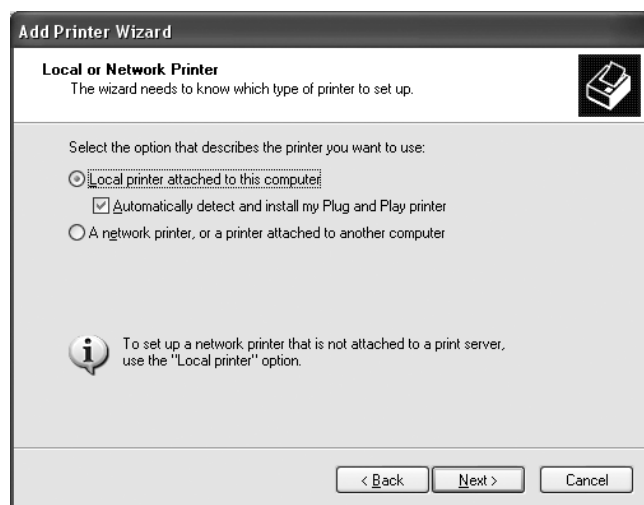 Add Printer Wizard
Local or Network Printer
The wizard needs to know which type of printer to set up.
Select the option that describes the printer you want to use:
Local printer attached to this computer
Automatically detect and install my Plug and Play printer
A network printer, or a printer attached to another computer
To set up a network printer that is not attached to a print server,
use the "Local printer" option.
< Back
Next >
Cancel